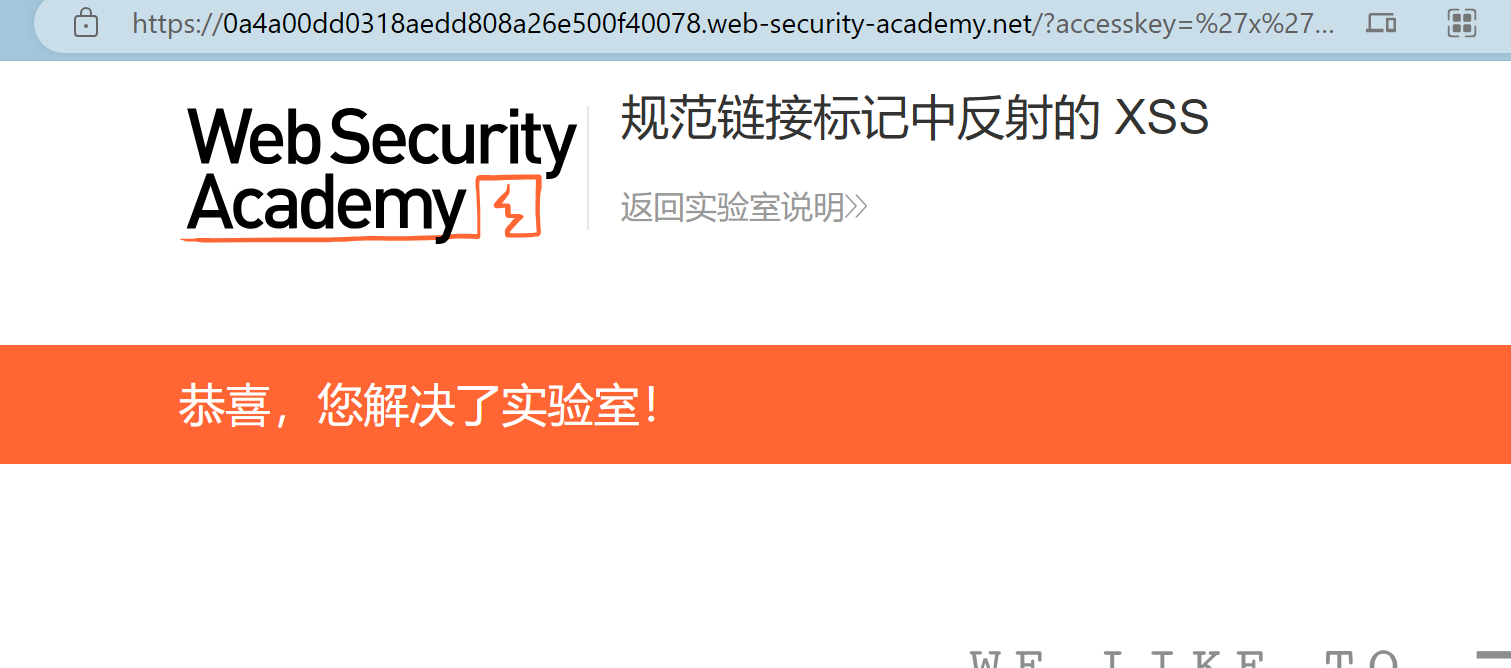 https://0a4a00dd0318aedd808a26e500f40078.web-security-academy.net/?accesskey=%27x%27...
Web Security
Academy
规范链接标记中反射的 XSS
返回实验室说明
恭喜，您解决了实验室！
WE LIKE TO